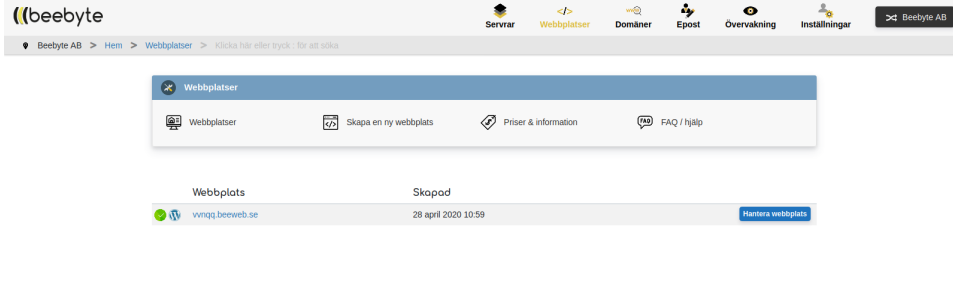 ((beebyte
Servrar
</>
Webbplatser
www
Domäner
Epost
Övervakning
Inställningar
Beebyte AB
Beebyte AB > Hem > Webbplatser > Klicka här eller tryck : för att söka
Webbplatser
Webbplatser
</> Skapa en ny webbplats
Priser & information
FAQ FAQ / hjälp
Webbplats Skapad
vvnqq.beeweb.se 28 april 2020 10:59 Hantera webbplats